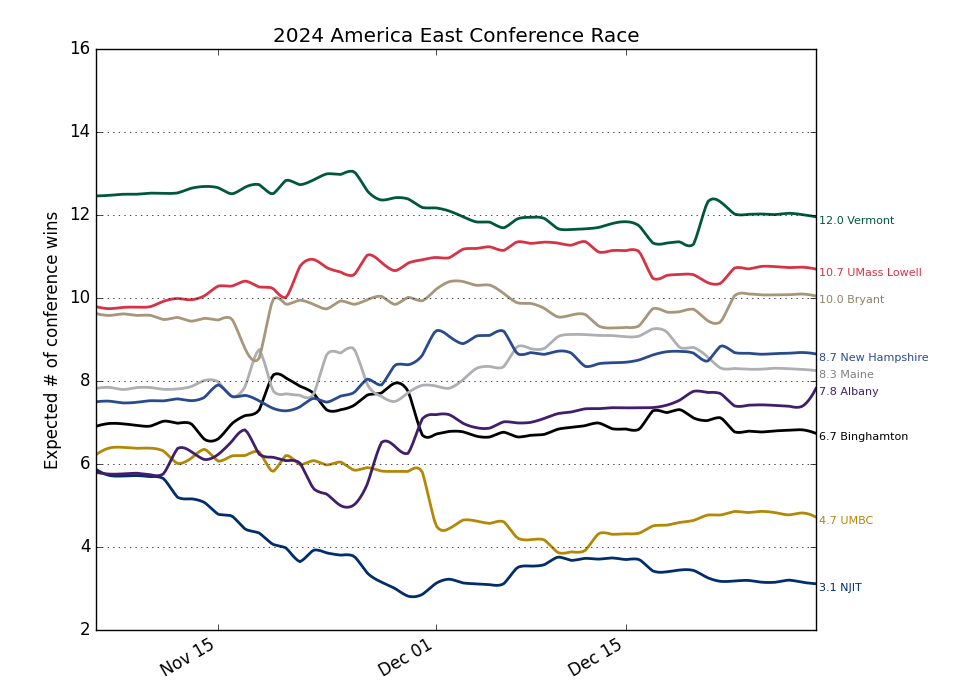 2024 America East Conference Race
Expected # of conference wins
16
14
12
10
8
6
4
2
Nov 15
Dec 01
Dec 15
12.0 Vermont
10.7 UMass Lowell
10.0 Bryant
8.7 New Hampshire
8.3 Maine
7.8 Albany
6.7 Binghamton
4.7 UMBC
3.1 NJIT